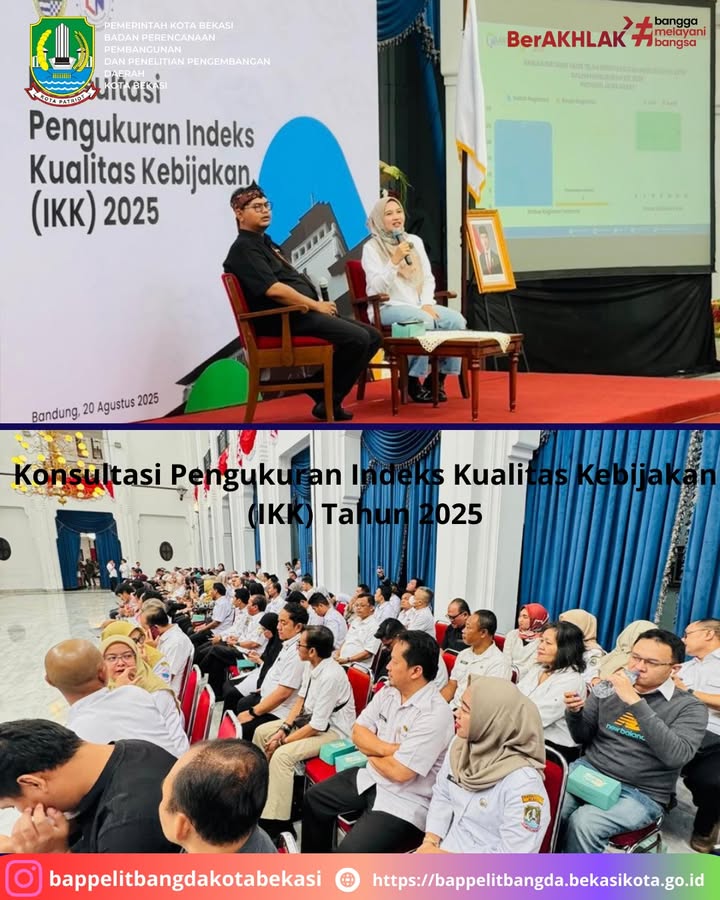 PEMERINTAH KOTA BEKASI
BADAN PERENCANAAN
PEMBANGUNAN
DAN PENELITIAN PENGEMBANGAN
DAERAH
KOTA BEKASI
KOTA PATRIOT
BerAKHLAK
# bangga
melayani
bangsa
Pengukuran Indeks
Kualitas Kebijakan
(IKK) 2025
Bandung, 20 Agustus 2025
Konsultasi Pengukuran Indeks Kualitas Kebijakan
(IKK) Tahun 2025
new balance
bappelitbangdakotabekasi
https://bappelitbangda.bekasikota.go.id